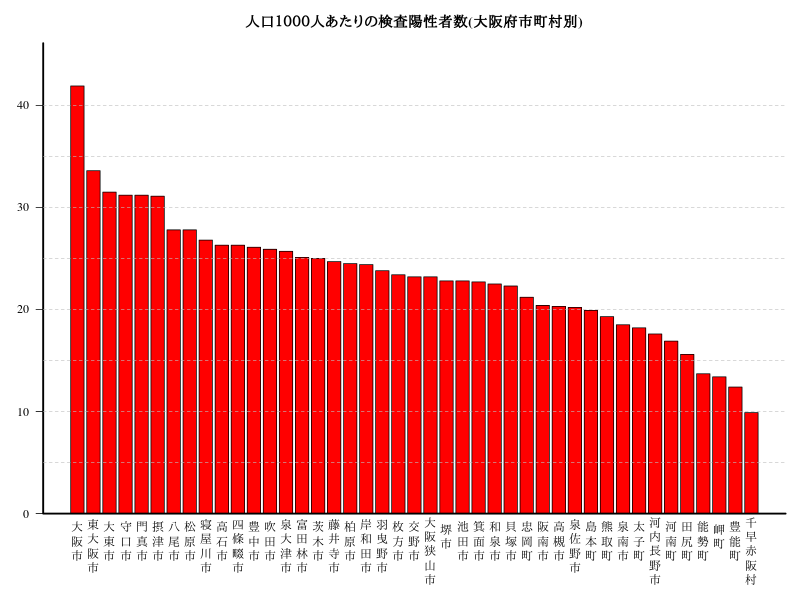 人口1000人あたりの検査陽性者数(大阪府市町村別)
40
30
20
10
0
大阪市
東大阪市
大東市
守口市
門真市
摂津市
八尾市
松原市
寝屋川市
高石市
四條畷市
豊中市
吹田市
泉大津市
富田林市
茨木市
藤井寺市
柏原市
岸和田市
羽曳野市
枚方市
交野市
大阪狭山市
堺市
池田市
箕面市
和泉市
貝塚市
忠岡町
阪南市
高槻市
泉佐野市
島本町
熊取町
泉南市
太子町
河内長野市
河南町
田尻町
能勢町
岬町
豊能町
千早赤阪村